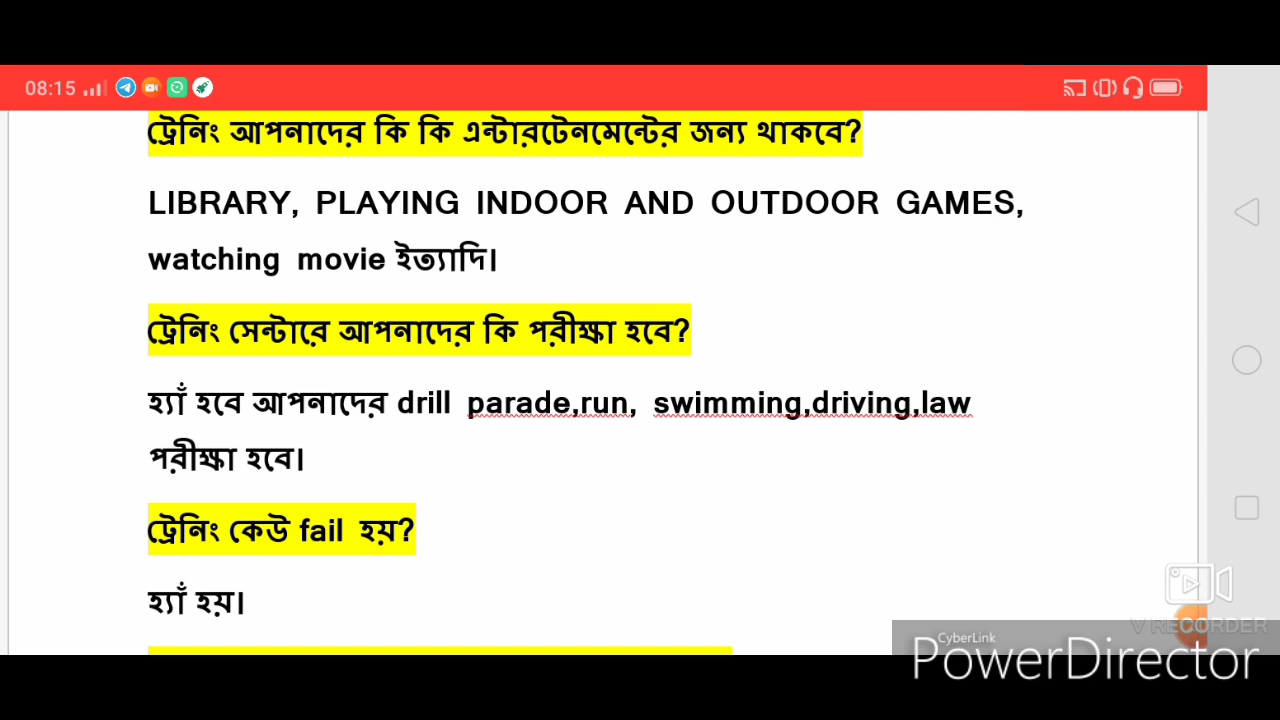 08:15
ট্রেনিং আপনাদের কি কি এন্টারটেনমেন্টের জন্য থাকবে?
LIBRARY, PLAYING INDOOR AND OUTDOOR GAMES,
watching movie ইত্যাদি।
ট্রেনিং সেন্টারে আপনাদের কি পরীক্ষা হবে?
হ্যাঁ হবে আপনাদের drill parade,run, swimming,driving,law
পরীক্ষা হবে।
ট্রেনিং কেউ fail হয়?
হ্যাঁ হয়।
V RECORDER
CyberLink
PowerDirector